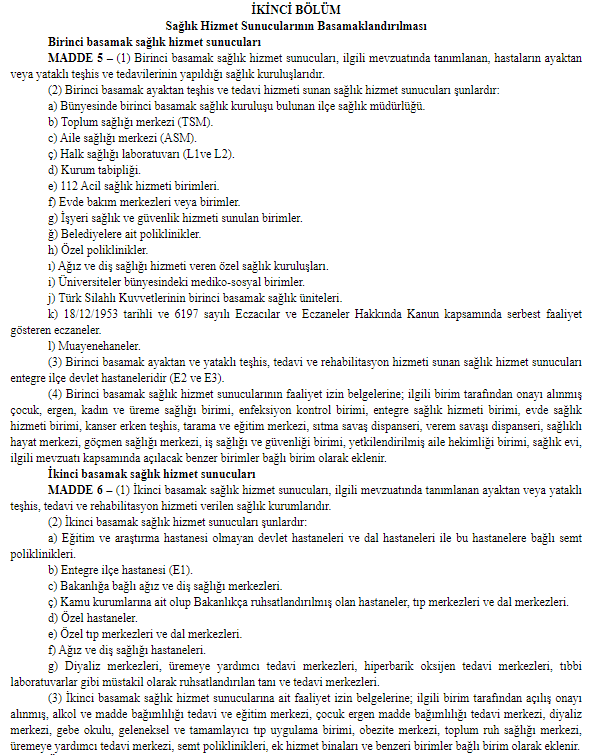 İKİNCİ BÖLÜM
Sağlık Hizmet Sunucularının Basamaklandırılması
Birinci basamak sağlık hizmet sunucuları
MADDE 5 – (1) Birinci basamak sağlık hizmet sunucuları, ilgili mevzuatında tanımlanan, hastaların ayaktan
veya yataklı teşhis ve tedavilerinin yapıldığı sağlık kuruluşlarıdır.
(2) Birinci basamak ayaktan teşhis ve tedavi hizmeti sunan sağlık hizmet sunucuları şunlardır:
a) Bünyesinde birinci basamak sağlık kuruluşu bulunan ilçe sağlık müdürlüğü.
b) Toplum sağlığı merkezi (TSM).
c) Aile sağlığı merkezi (ASM).
ç) Halk sağlığı laboratuvarı (L1ve L2).
d) Kurum tabipliği.
e) 112 Acil sağlık hizmeti birimleri.
f) Evde bakım merkezleri veya birimler.
g) İşyeri sağlık ve güvenlik hizmeti sunulan birimler.
ğ) Belediyelere ait poliklinikler.
h) Özel poliklinikler.
ı) Ağız ve diş sağlığı hizmeti veren özel sağlık kuruluşları.
i) Üniversiteler bünyesindeki mediko-sosyal birimler.
j) Türk Silahlı Kuvvetlerinin birinci basamak sağlık üniteleri.
k) 18/12/1953 tarihli ve 6197 sayılı Eczacılar ve Eczaneler Hakkında Kanun kapsamında serbest faaliyet
gösteren eczaneler.
l) Muayenehaneler.
(3) Birinci basamak ayaktan ve yataklı teşhis, tedavi ve rehabilitasyon hizmeti sunan sağlık hizmet sunucuları
entegre ilçe devlet hastaneleridir (E2 ve E3).
(4) Birinci basamak sağlık hizmet sunucularının faaliyet izin belgelerine; ilgili birim tarafından onayı alınmış
çocuk, ergen, kadın ve üreme sağlığı birimi, enfeksiyon kontrol birimi, entegre sağlık hizmeti birimi, evde sağlık
hizmeti birimi, kanser erken teşhis, tarama ve eğitim merkezi, sıtma savaş dispanseri, verem savaşı dispanseri, sağlıklı
hayat merkezi, göçmen sağlığı merkezi, iş sağlığı ve güvenliği birimi, yetkilendirilmiş aile hekimliği birimi, sağlık evi,
ilgili mevzuatı kapsamında açılacak benzer birimler bağlı birim olarak eklenir.
İkinci basamak sağlık hizmet sunucuları
MADDE 6 – (1) İkinci basamak sağlık hizmet sunucuları, ilgili mevzuatında tanımlanan ayaktan veya yataklı
teşhis, tedavi ve rehabilitasyon hizmeti verilen sağlık kurumlarıdır.
(2) İkinci basamak sağlık hizmet sunucuları şunlardır:
a) Eğitim ve araştırma hastanesi olmayan devlet hastaneleri ve dal hastaneleri ile bu hastanelere bağlı semt
poliklinikleri.
b) Entegre ilçe hastanesi (E1).
c) Bakanlığa bağlı ağız ve diş sağlığı merkezleri.
ç) Kamu kurumlarına ait olup Bakanlıkça ruhsatlandırılmış olan hastaneler, tıp merkezleri ve dal merkezleri.
d) Özel hastaneler.
e) Özel tıp merkezleri ve dal merkezleri.
f) Ağız ve diş sağlığı hastaneleri.
g) Diyaliz merkezleri, üremeye yardımcı tedavi merkezleri, hiperbarik oksijen tedavi merkezleri, tıbbi
laboratuvarlar gibi müstakil olarak ruhsatlandırılan tanı ve tedavi merkezleri.
(3) İkinci basamak sağlık hizmet sunucularına ait faaliyet izin belgelerine; ilgili birim tarafından açılış onayı
alınmış, alkol ve madde bağımlılığı tedavi ve eğitim merkezi, çocuk ergen madde bağımlılığı tedavi merkezi, diyaliz
merkezi, gebe okulu, geleneksel ve tamamlayıcı tıp uygulama birimi, obezite merkezi, toplum ruh sağlığı merkezi,
üremeye yardımcı tedavi merkezi, semt poliklinikleri, ek hizmet binaları ve benzeri birimler bağlı birim olarak eklenir.